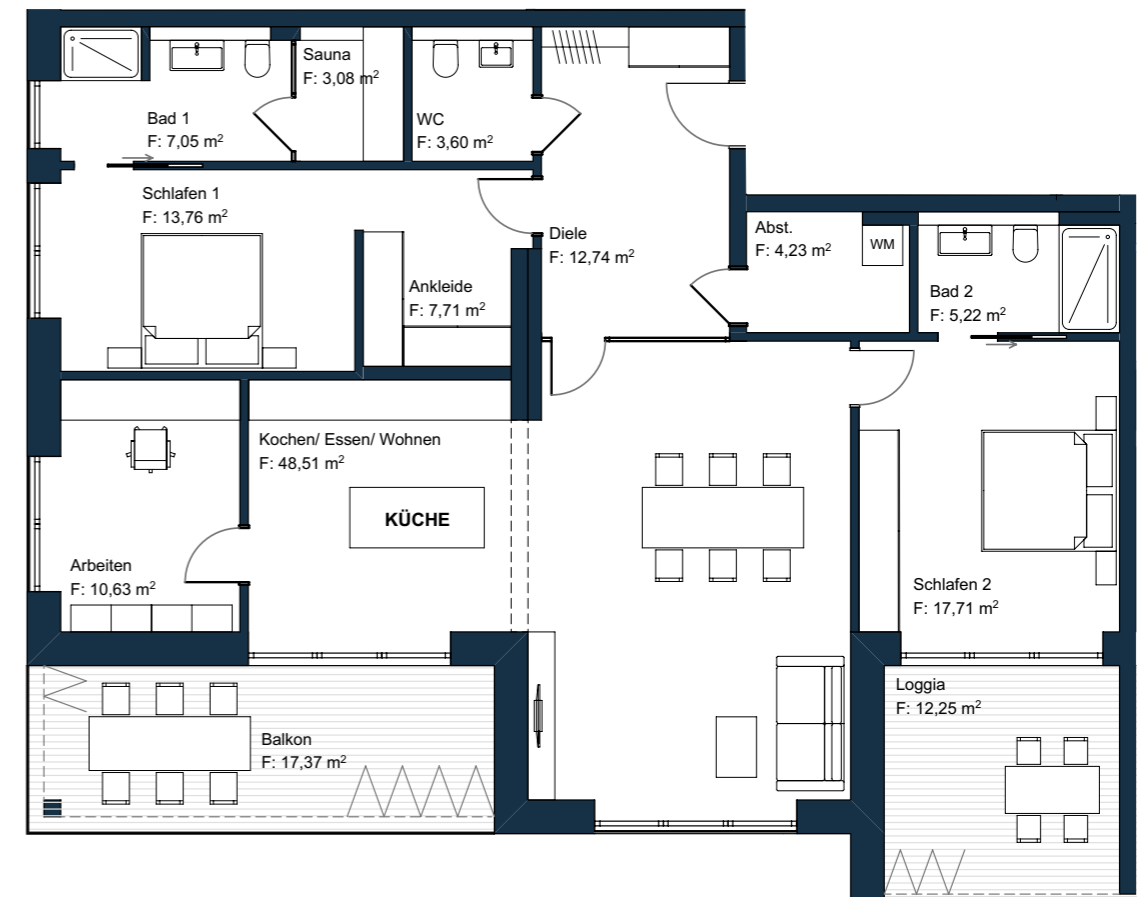 Sauna
F: 3,08 m²
Bad 1
F: 7,05 m²
WC
F: 3,60 m²
Schlafen 1
F: 13,76 m²
Diele
F: 12,74 m²
Abst.
F: 4,23 m²
WM
Ankleide
F: 7,71 m²
Bad 2
F: 5,22 m²
Kochen/ Essen/ Wohnen
F: 48,51 m²
KÜCHE
Arbeiten
F: 10,63 m²
Schlafen 2
F: 17,71 m²
Loggia
F: 12,25 m²
Balkon
F: 17,37 m²